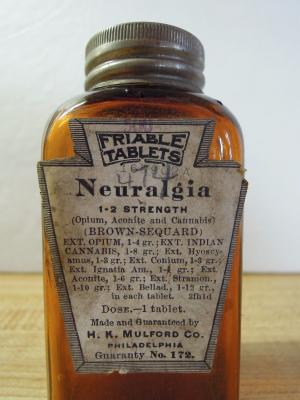 500
FRIABLE
TABLETS
Neuralgia
1-2 STRENGTH
(Opium, Aconite and Cannabis)
(BROWN-SEQUARD)
EXT. OPIUM, 1-4 gr.; EXT. INDIAN
CANNABIS, 1-8 gr.; Ext. Hyoscy-
amus, 1-3 gr.; Ext. Conium, 1-3 gr.;
Ext. Ignatia Am., 1-4 gr.; Ext.
Aconite, 1-6 gr.; Ext. Stramon.,
1-10 gr.; Ext. Bellad., 1-12 gr.,
in each tablet. 3h1d
DOSE.—1 tablet.
Made and Guaranteed by
H. K. MULFORD CO.
PHILADELPHIA
Guaranty No. 172.